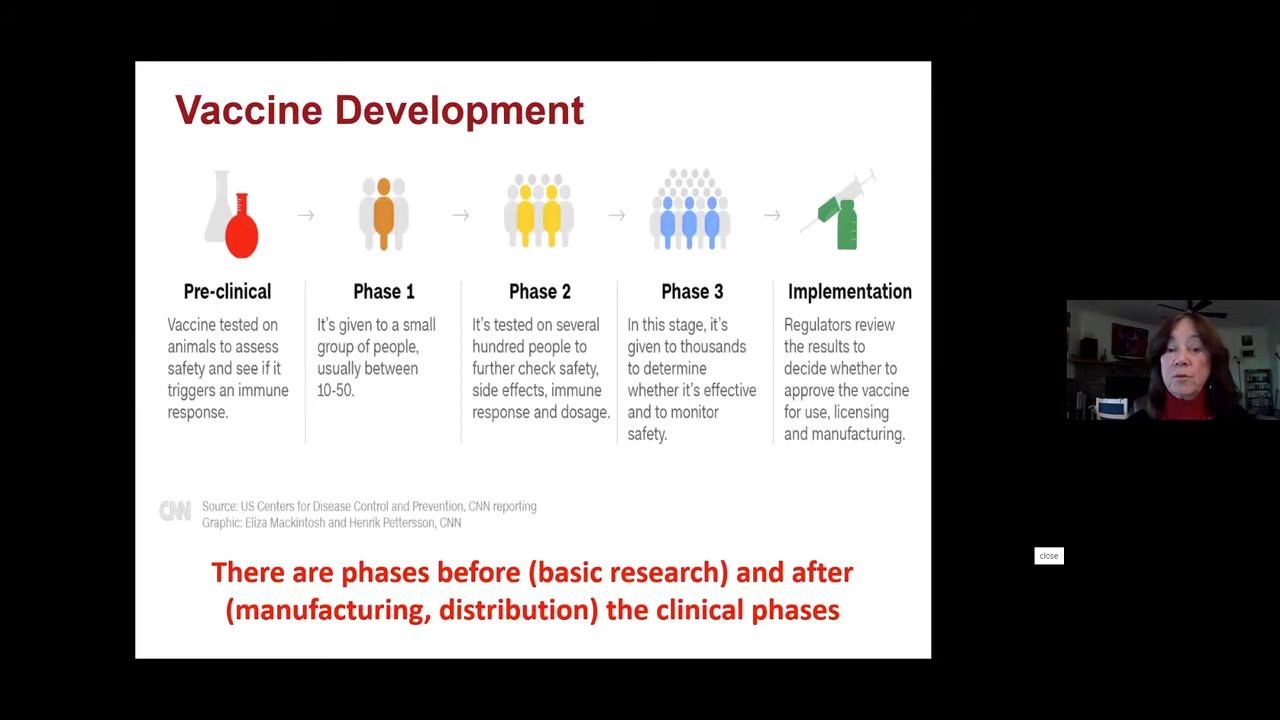 Vaccine Development
Pre-clinical
Vaccine tested on
animals to assess
safety and see if it
triggers an immune
response.
Phase 1
It's given to a small
group of people,
usually between
10-50.
Phase 2
It's tested on several
hundred people to
further check safety,
side effects, immune
response and dosage.
Phase 3
In this stage, it's
given to thousands
to determine
whether it's effective
and to monitor
safety.
Implementation
Regulators review
the results to
decide whether to
approve the vaccine
for use, licensing
and manufacturing.
CNN
Source: US Centers for Disease Control and Prevention, CNN reporting
Graphic: Eliza Mackintosh and Henrik Pettersson, CNN
There are phases before (basic research) and after
(manufacturing, distribution) the clinical phases
close